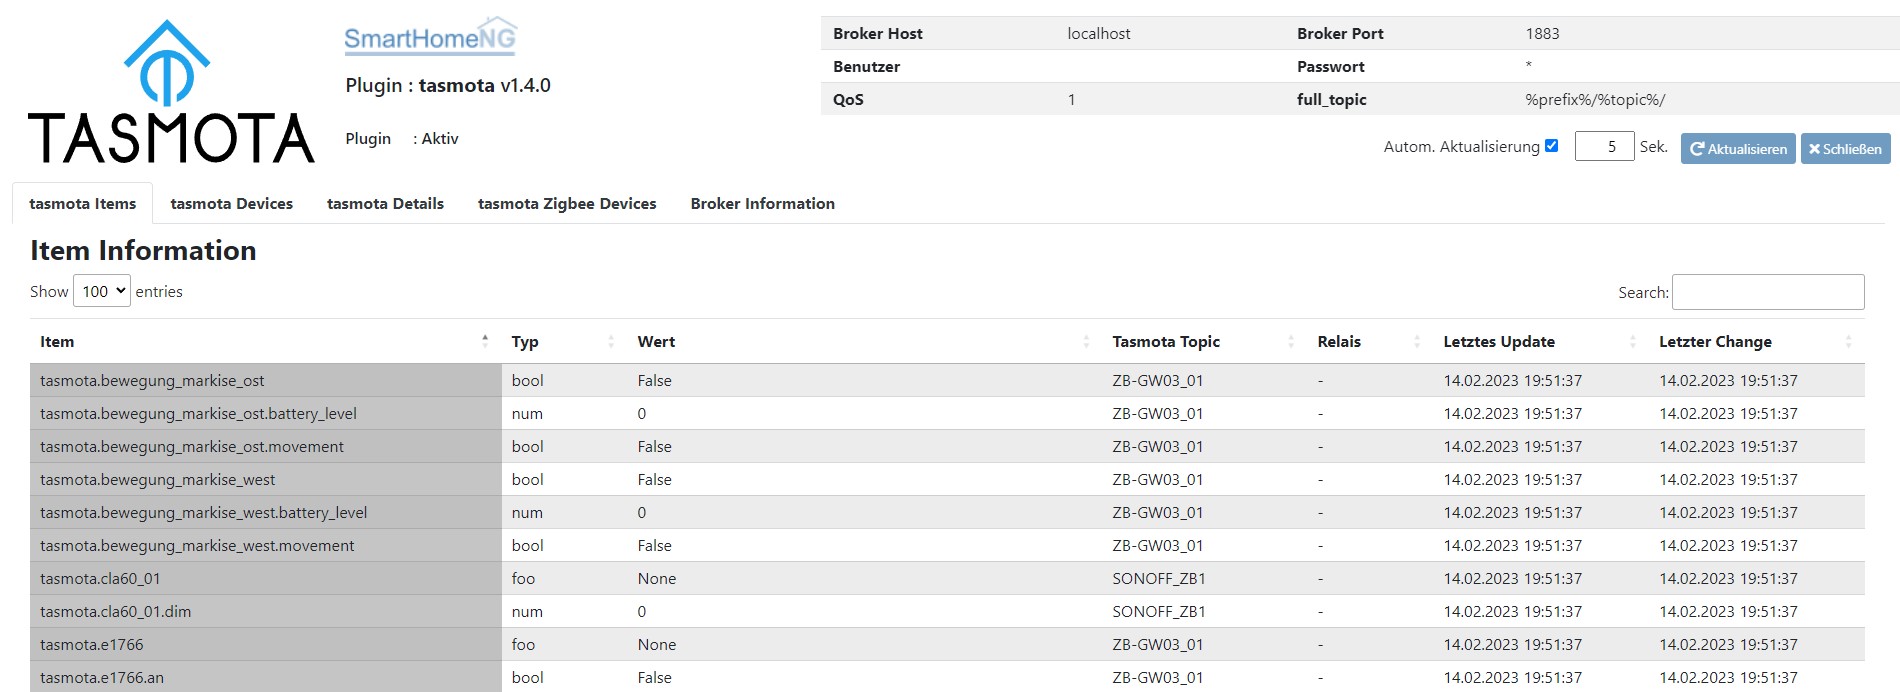 TASMOTA
SmartHomeNG
Plugin : tasmota v1.4.0
Plugin : Aktiv
Broker Host localhost Broker Port 1883
Benutzer Passwort *
QoS 1 full_topic %prefix%/%topic%/
Autom. Aktualisierung 5 Sek. Aktualisieren Schließen
tasmota Items tasmota Devices tasmota Details tasmota Zigbee Devices Broker Information
Item Information
Show 100 entries Search:
Item Typ Wert Tasmota Topic Relais Letztes Update Letzter Change
tasmota.bewegung_markise_ost bool False ZB-GW03_01 - 14.02.2023 19:51:37 14.02.2023 19:51:37
tasmota.bewegung_markise_ost.battery_level num 0 ZB-GW03_01 - 14.02.2023 19:51:37 14.02.2023 19:51:37
tasmota.bewegung_markise_ost.movement bool False ZB-GW03_01 - 14.02.2023 19:51:37 14.02.2023 19:51:37
tasmota.bewegung_markise_west bool False ZB-GW03_01 - 14.02.2023 19:51:37 14.02.2023 19:51:37
tasmota.bewegung_markise_west.battery_level num 0 ZB-GW03_01 - 14.02.2023 19:51:37 14.02.2023 19:51:37
tasmota.bewegung_markise_west.movement bool False ZB-GW03_01 - 14.02.2023 19:51:37 14.02.2023 19:51:37
tasmota.cla60_01 foo None SONOFF_ZB1 - 14.02.2023 19:51:37 14.02.2023 19:51:37
tasmota.cla60_01.dim num 0 SONOFF_ZB1 - 14.02.2023 19:51:37 14.02.2023 19:51:37
tasmota.e1766 foo None ZB-GW03_01 - 14.02.2023 19:51:37 14.02.2023 19:51:37
tasmota.e1766.an bool False ZB-GW03_01 - 14.02.2023 19:51:37 14.02.2023 19:51:37